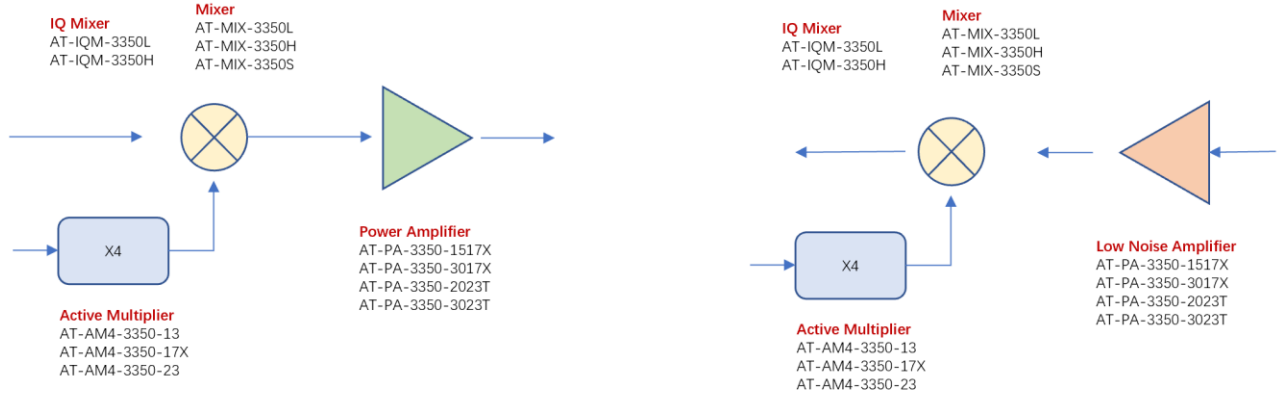 IQ Mixer
AT-IQM-3350L
AT-IQM-3350H
Mixer
AT-MIX-3350L
AT-MIX-3350H
AT-MIX-3350S
X4
Power Amplifier
AT-PA-3350-1517X
AT-PA-3350-3017X
AT-PA-3350-2023T
AT-PA-3350-3023T
Active Multiplier
AT-AM4-3350-13
AT-AM4-3350-17X
AT-AM4-3350-23
IQ Mixer
AT-IQM-3350L
AT-IQM-3350H
Mixer
AT-MIX-3350L
AT-MIX-3350H
AT-MIX-3350S
X4
Low Noise Amplifier
AT-PA-3350-1517X
AT-PA-3350-3017X
AT-PA-3350-2023T
AT-PA-3350-3023T
Active Multiplier
AT-AM4-3350-13
AT-AM4-3350-17X
AT-AM4-3350-23